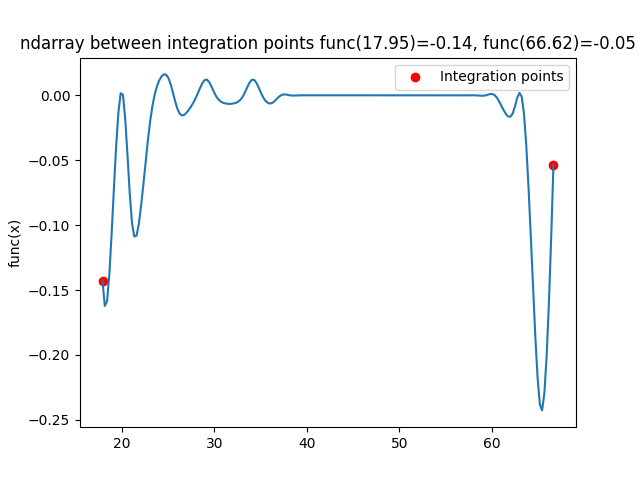 ndarray between integration points func(17.95)=-0.14, func(66.62)=-0.05
Integration points
func(x)
0.00
−0.05
−0.10
−0.15
−0.20
−0.25
20 30 40 50 60